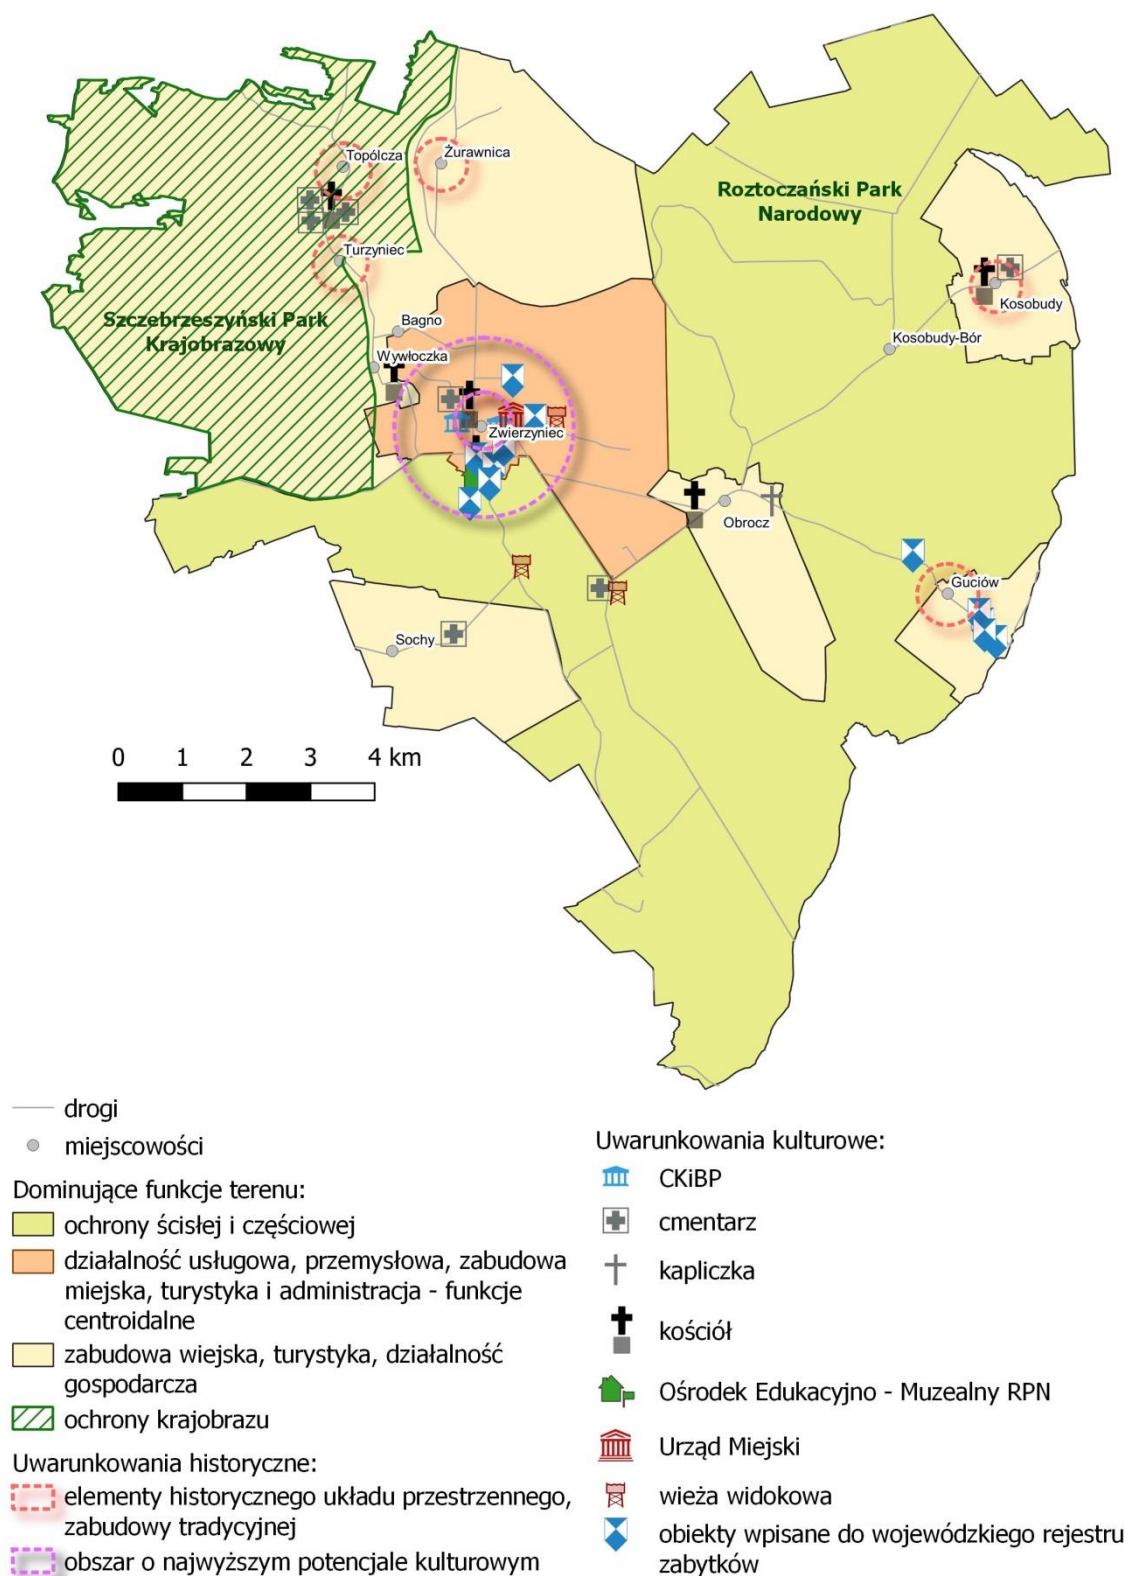 Topólcza
Żurawnica
Roztoczański Park
Narodowy
Turzyniec
Kosobudy
Szczebrzeszyński Park
Krajobrazowy
Bagno
Kosobudy-Bór
Wywłoczka
Zwierzyniec
Obrocz
Guciów
Sochy
0 1 2 3 4 km
drogi
miejscowości
Dominujące funkcje terenu:
ochrony ścisłej i częściowej
działalność usługowa, przemysłowa, zabudowa
miejska, turystyka i administracja - funkcje
centroidalne
zabudowa wiejska, turystyka, działalność
gospodarcza
ochrony krajobrazu
Uwarunkowania historyczne:
elementy historycznego układu przestrzennego,
zabudowy tradycyjnej
obszar o najwyższym potencjale kulturowym
Uwarunkowania kulturowe:
CKiBP
cmentarz
kapliczka
kościół
Ośrodek Edukacyjno - Muzealny RPN
Urząd Miejski
wieża widokowa
obiekty wpisane do wojewódzkiego rejestru
zabytków